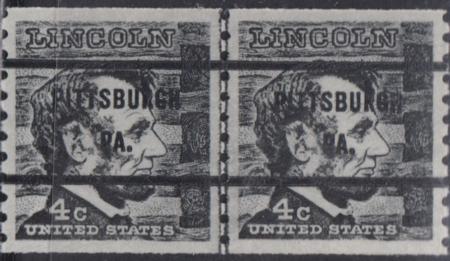 LINCOLN LINCOLN
PITTSBURGH PITTSBURGH
PA. PA.
4c 4c
UNITED STATES UNITED STATES